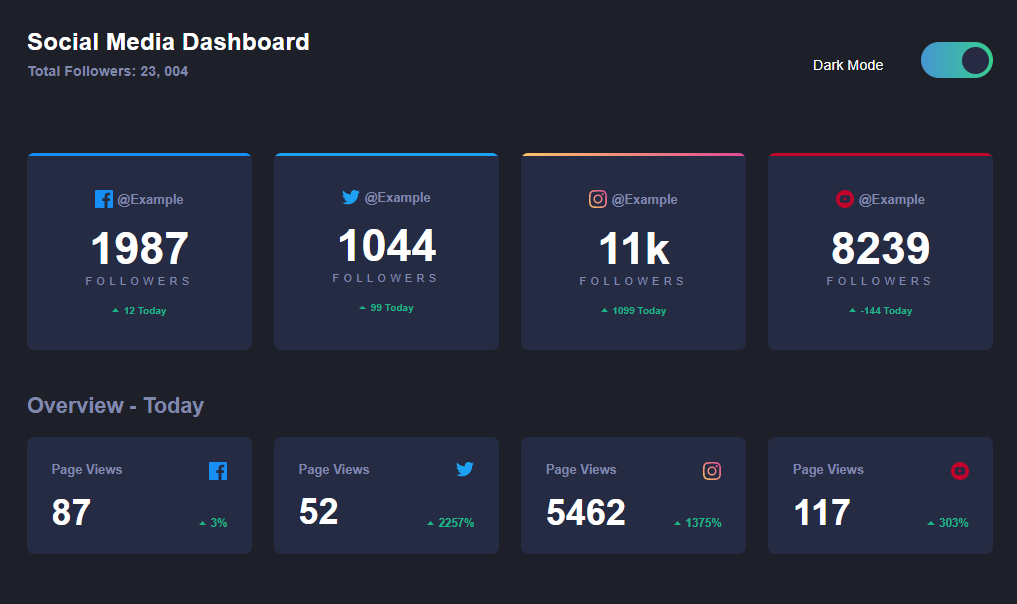 Social Media Dashboard
Total Followers: 23, 004
Dark Mode
@Example
1987
FOLLOWERS
12 Today
@Example
1044
FOLLOWERS
99 Today
@Example
11k
FOLLOWERS
1099 Today
@Example
8239
FOLLOWERS
-144 Today
Overview - Today
Page Views
87
3%
Page Views
52
2257%
Page Views
5462
1375%
Page Views
117
303%